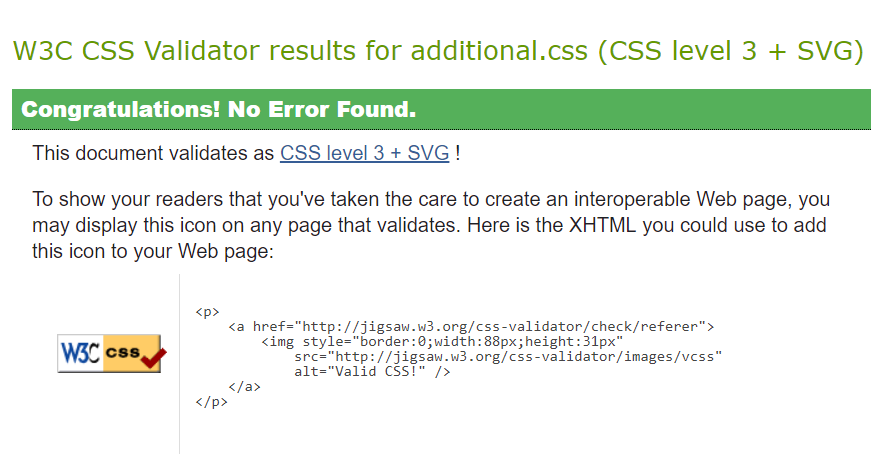 W3C CSS Validator results for additional.css (CSS level 3 + SVG)
Congratulations! No Error Found.
This document validates as CSS level 3 + SVG !
To show your readers that you've taken the care to create an interoperable Web page, you
may display this icon on any page that validates. Here is the XHTML you could use to add
this icon to your Web page:
W3C css
<p>
    <a href="http://jigsaw.w3.org/css-validator/check/referer">
        <img style="border:0;width:88px;height:31px"
            src="http://jigsaw.w3.org/css-validator/images/vcss"
            alt="Valid CSS!" />
    </a>
</p>